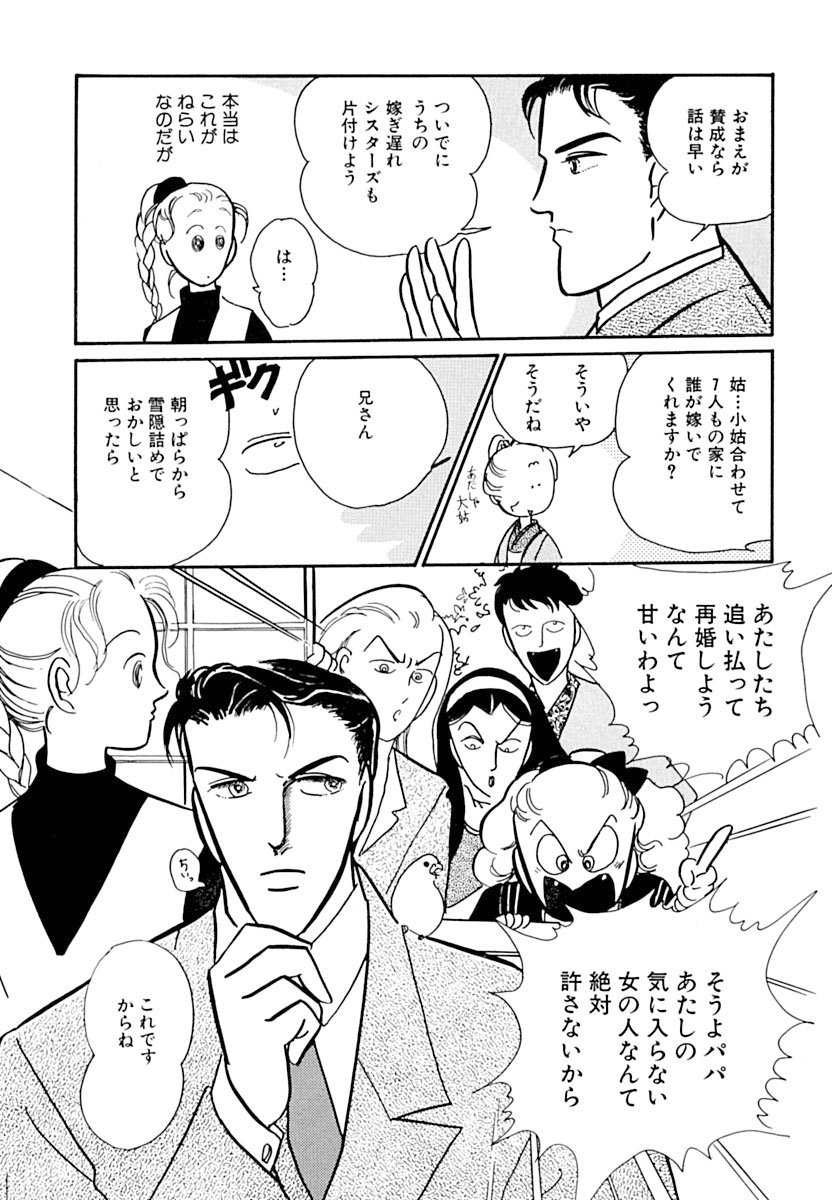 おまえが
賛成なら
話は早い
ついでに
うちの
嫁ぎ遅れ
シスターズも
片付けよう
本当は
これが
ねらい
なのだが
は…
姑…小姑合わせて
7人もの家に
誰が嫁いで
くれますか?
そういや
そうだね
あたしゃ
大姑
兄さん
ギク
朝っぱらから
雪隠詰めで
おかしいと
思ったら
あたしたち
追い払って
再婚しよう
なんて
甘いわよっ
そうよパパ
あたしの
気に入らない
女の人なんて
絶対
許さないから
ちいっ
これです
からね